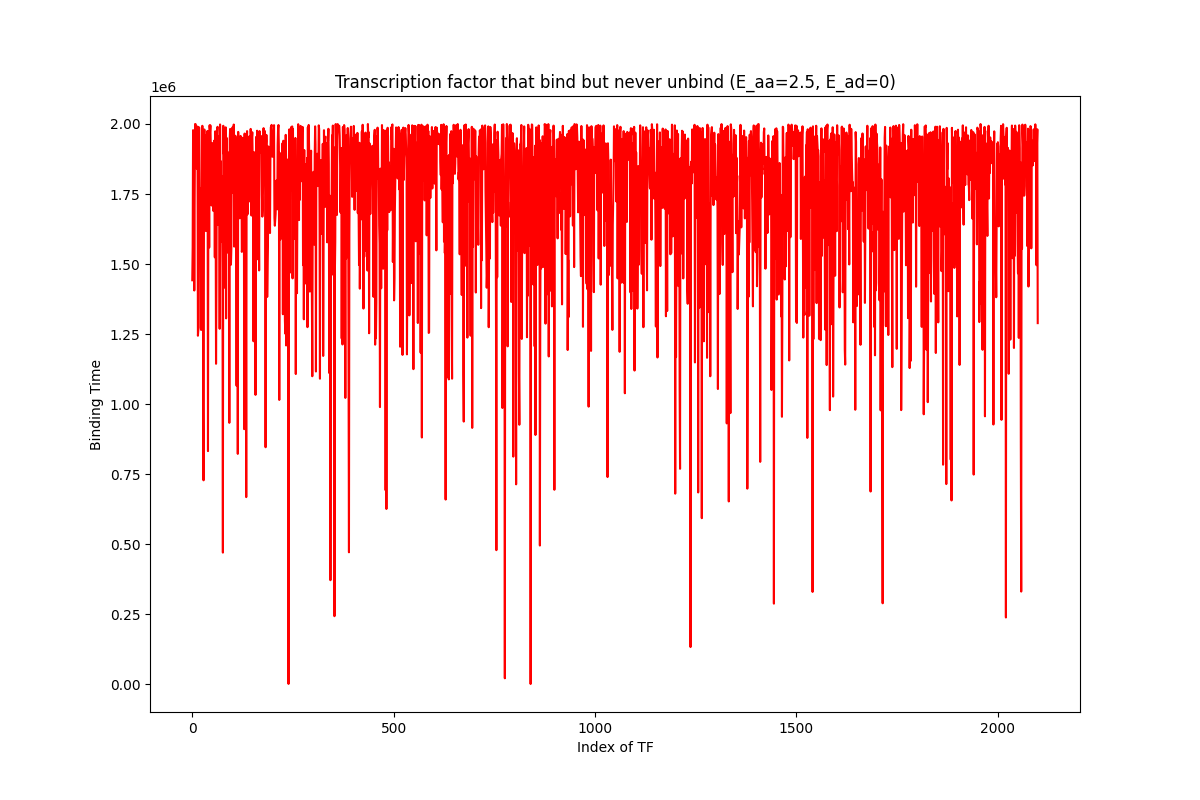 Transcription factor that bind but never unbind (E_aa=2.5, E_ad=0)
1e6
2.00
1.75
1.50
1.25
1.00
0.75
0.50
0.25
0.00
Binding Time
0 500 1000 1500 2000
Index of TF